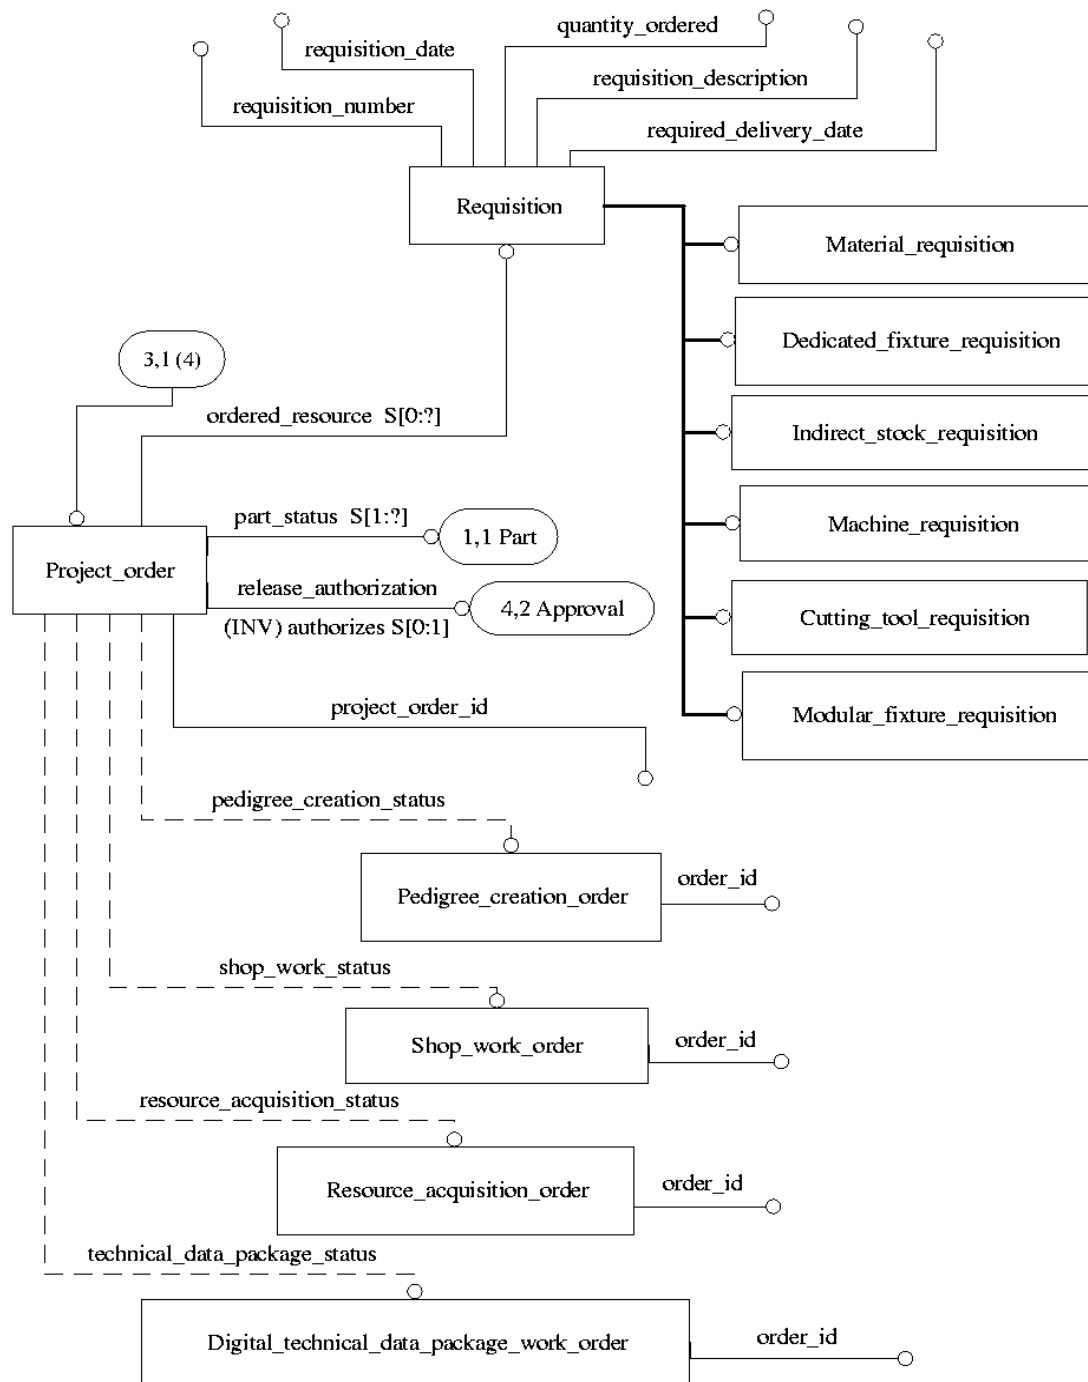 quantity_ordered
requisition_date
requisition_description
requisition_number
required_delivery_date
Requisition
Material_requisition
Dedicated_fixture_requisition
3,1 (4)
ordered_resource S[0:?]
Indirect_stock_requisition
part_status S[1:?]
1,1 Part
Machine_requisition
Project_order
release_authorization
4,2 Approval
(INV) authorizes S[0:1]
Cutting_tool_requisition
project_order_id
Modular_fixture_requisition
pedigree_creation_status
Pedigree_creation_order
order_id
shop_work_status
Shop_work_order
order_id
resource_acquisition_status
Resource_acquisition_order
order_id
technical_data_package_status
Digital_technical_data_package_work_order
order_id